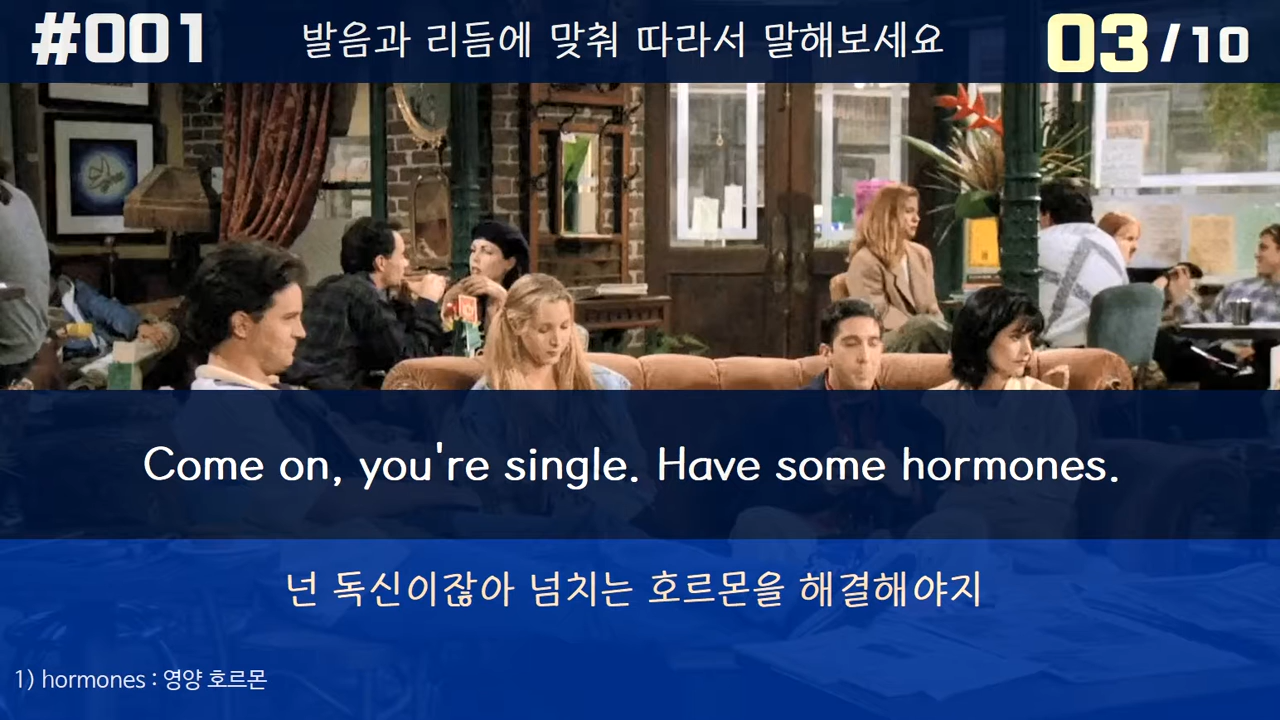 #001
발음과 리듬에 맞춰 따라서 말해보세요
03/10
Come on, you're single. Have some hormones.
넌 독신이잖아 넘치는 호르몬을 해결해야지
1) hormones : 영양 호르몬